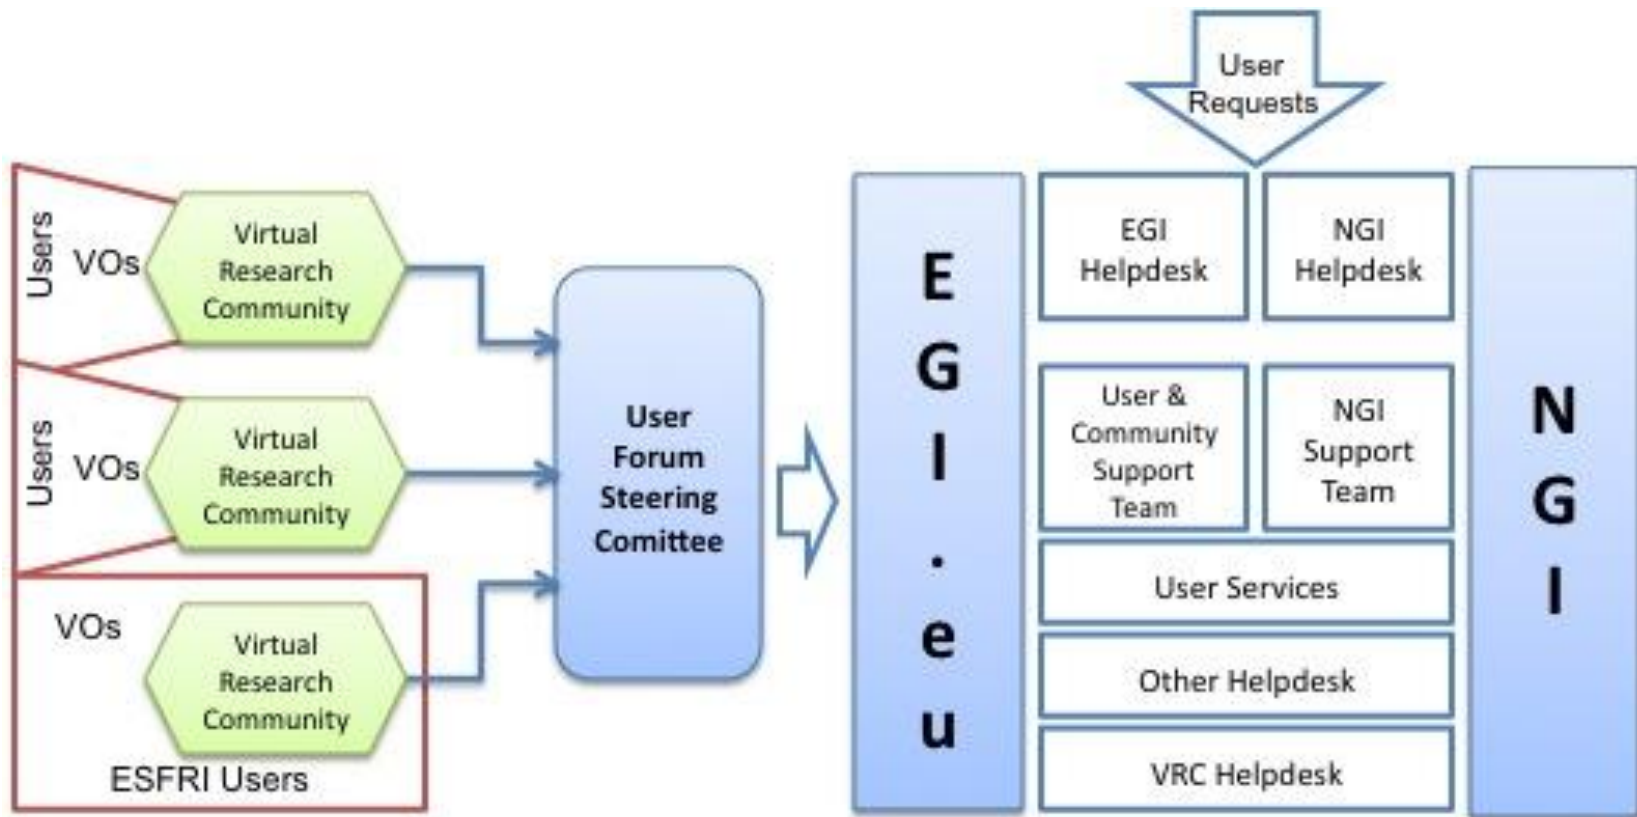 Users
VOs
Virtual
Research
Community
Users
VOs
Virtual
Research
Community
VOs
Virtual
Research
Community
ESFRI Users
User
Forum
Steering
Comittee
E
G
I
.
e
u
User
Requests
EGI
Helpdesk
NGI
Helpdesk
User &
Community
Support
Team
NGI
Support
Team
User Services
Other Helpdesk
VRC Helpdesk
N
G
I